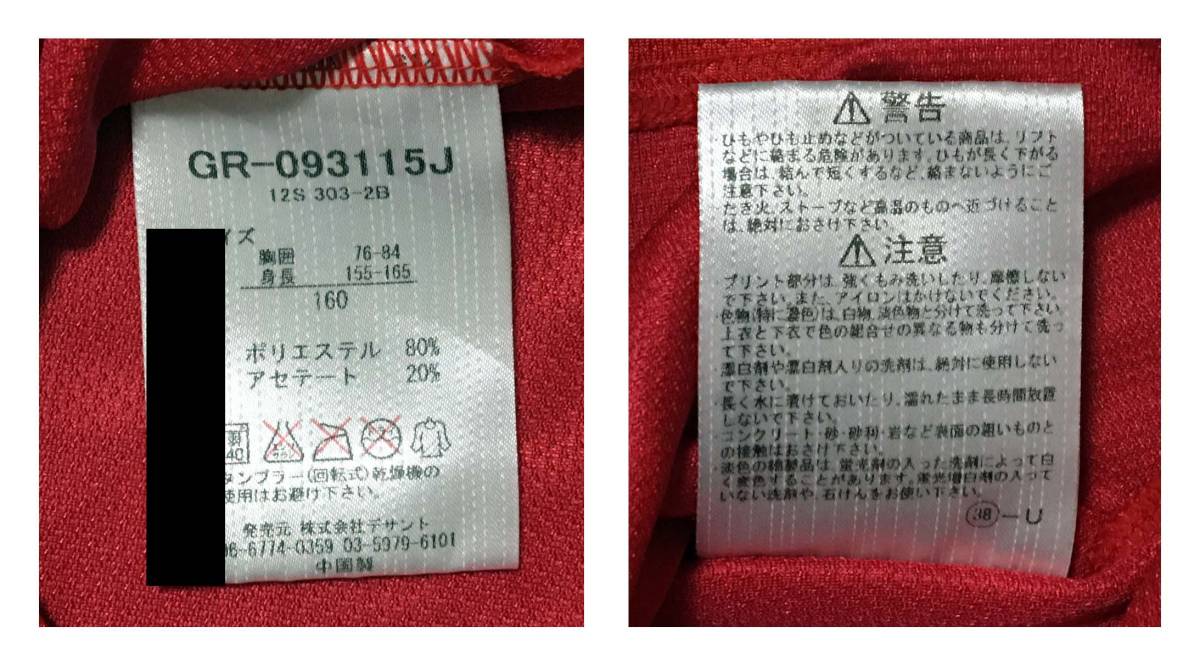 GR-093115J
12S 303-2B
イズ
胸囲 76-84
身長 155-165
160
ポリエステル 80%
アセテート 20%
40
タンブラー(回転式)乾燥機の
使用はお避け下さい。
発売元 株式会社デサント
06-6774-0359 03-5979-6101
中国製
警告
・ひもやひも止めなどがついている商品は、リフト
などに絡まる危険があります。ひもが長く下がる
場合は、結んで短くするなど、絡まないようにご
注意下さい。
・たき火、ストーブなど高温のものへ近づけること
は、絶対におさけ下さい。
注意
・プリント部分は、強くもみ洗いしたり、摩擦しない
で下さい。また、アイロンはかけないでください。
・色物(特に濃色)は、白物、淡色物と分けて洗って下さい。
上衣と下衣で色の組合せの異なる物も分けて洗っ
て下さい。
・漂白剤や漂白剤入りの洗剤は、絶対に使用しない
で下さい。
・長く水に漬けておいたり、濡れたまま長時間放置
しないで下さい。
・コンクリート・砂・砂利・岩など表面の粗いものと
の接触はおさけ下さい。
・淡色の綿製品は、蛍光剤の入った洗剤によって白
く変色することがあります。蛍光増白剤の入って
いない洗剤や、石けんをお使い下さい。
38-U